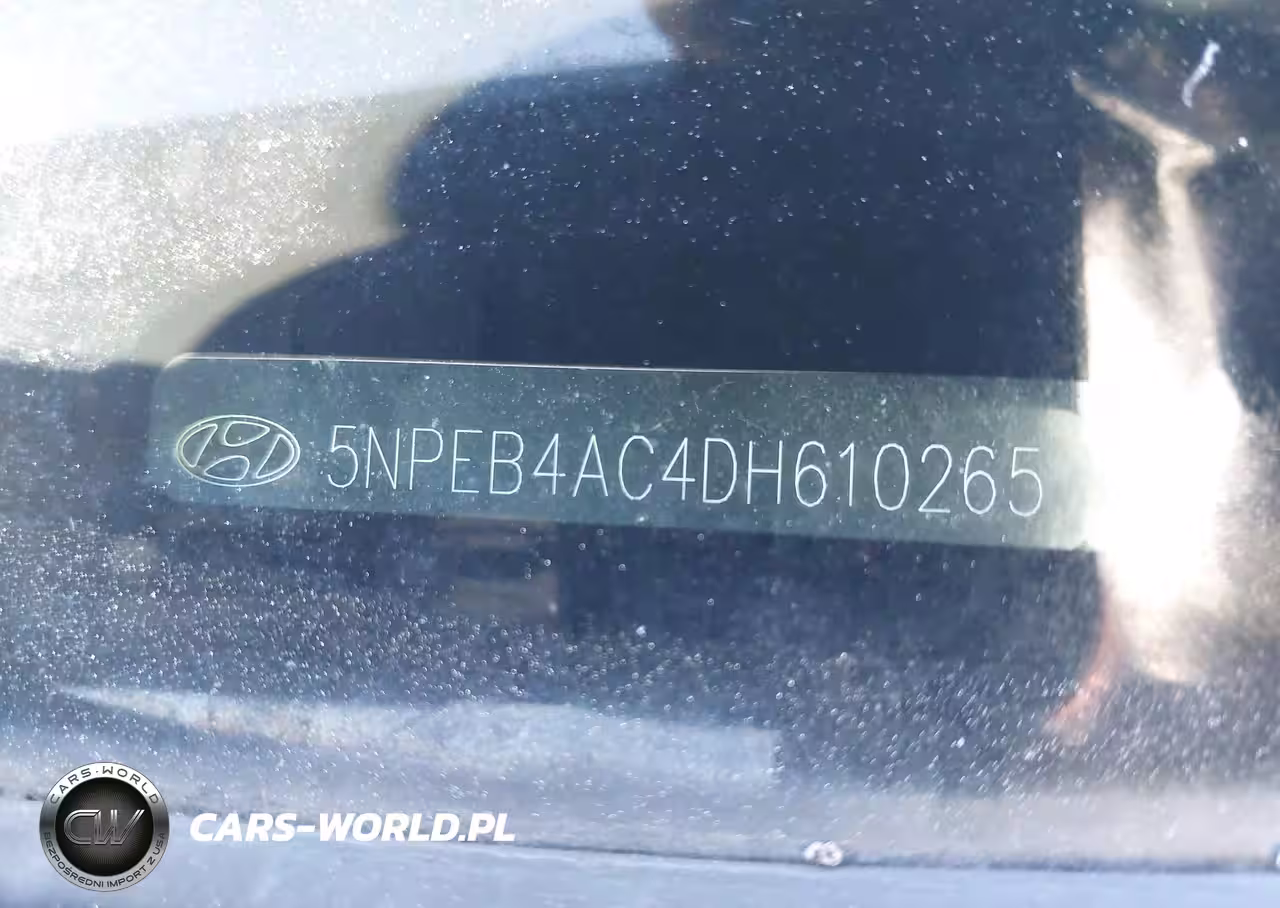 5NPEB4AC4DH610265
CARS-WORLD
CW
BEZPOŚREDNI IMPORT Z USA
CARS-WORLD.PL